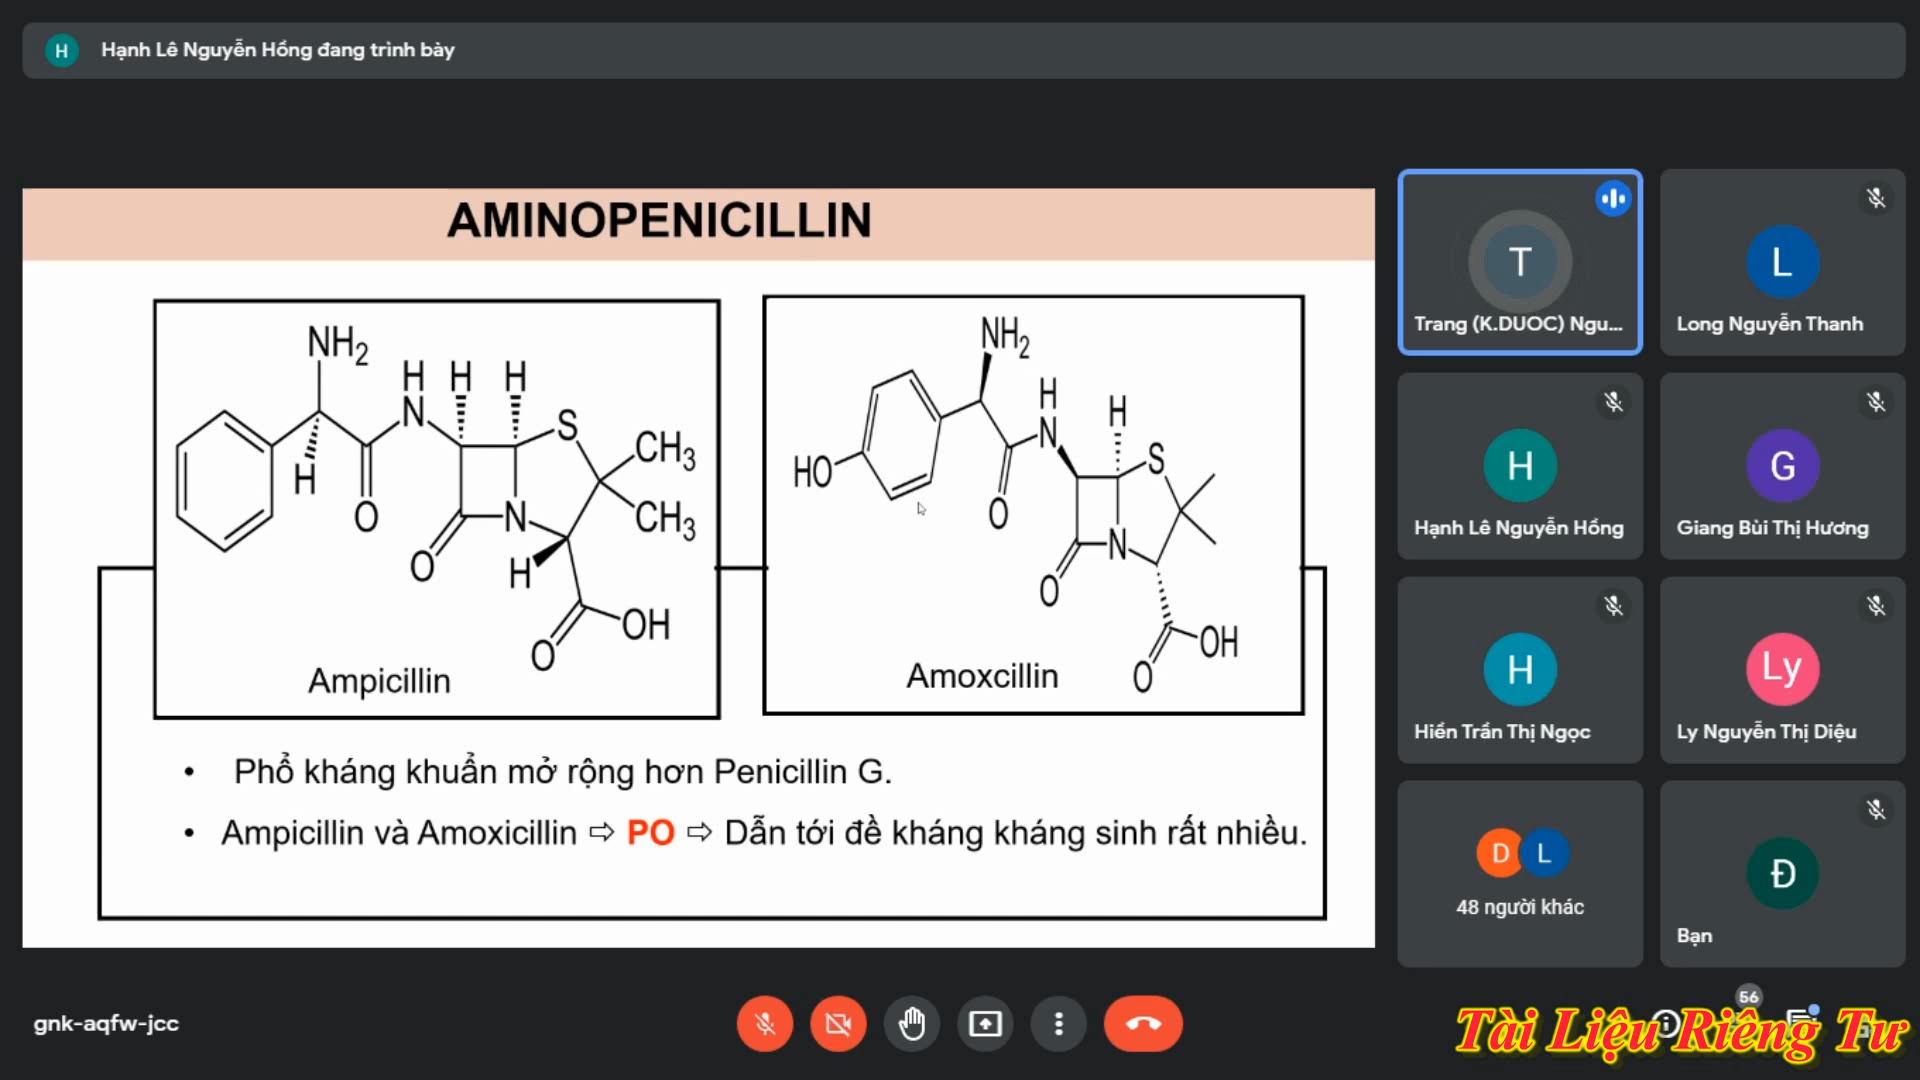 H Hạnh Lê Nguyễn Hồng đang trình bày
AMINOPENICILLIN
NH2
H
N
H
H
S
CH3
CH3
H
O
N
O
H
OH
O
Ampicillin
NH2
H
N
H
S
HO
O
N
O
OH
O
Amoxcillin
• Phổ kháng khuẩn mở rộng hơn Penicillin G.
• Ampicillin và Amoxicillin ⇨ PO ⇨ Dẫn tới đề kháng kháng sinh rất nhiều.
T
Trang (K.DUOC) Ngu...
L
Long Nguyễn Thanh
H
Hạnh Lê Nguyễn Hồng
G
Giang Bùi Thị Hương
H
Hiền Trần Thị Ngọc
Ly
Ly Nguyễn Thị Diệu
D L
48 người khác
Đ
Bạn
gnk-aqfw-jcc
56
Tài Liệu Riêng Tư